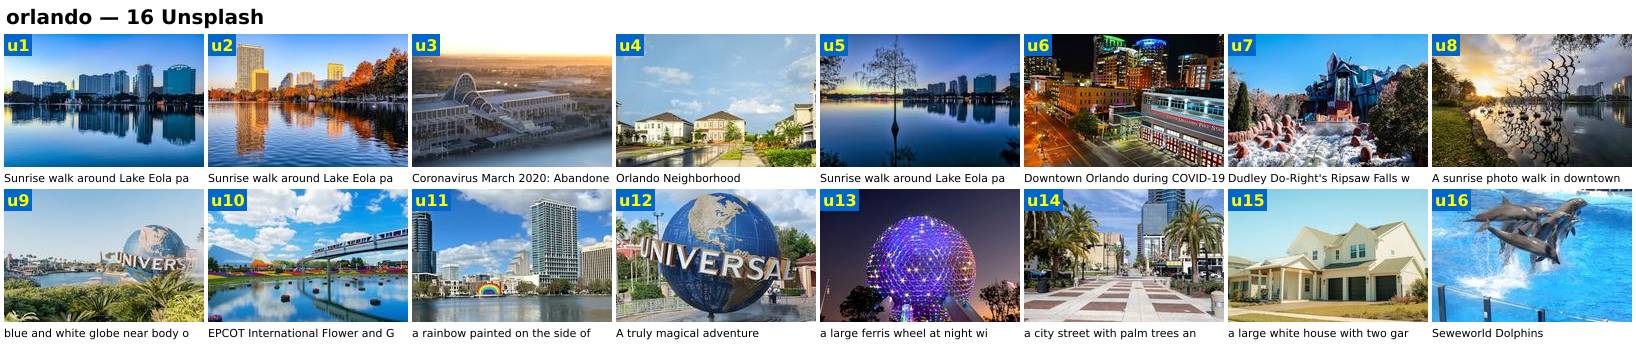 orlando — 16 Unsplash
u1
u2
u3
u4
u5
u6
u7
u8
Sunrise walk around Lake Eola pa
Sunrise walk around Lake Eola pa
Coronavirus March 2020: Abandone
Orlando Neighborhood
Sunrise walk around Lake Eola pa
Downtown Orlando during COVID-19
Dudley Do-Right's Ripsaw Falls w
A sunrise photo walk in downtown
u9
u10
u11
u12
u13
u14
u15
u16
UNIVERSAL
UNIVERSAL
blue and white globe near body o
EPCOT International Flower and G
a rainbow painted on the side of
A truly magical adventure
a large ferris wheel at night wi
a city street with palm trees an
a large white house with two gar
Seweworld Dolphins